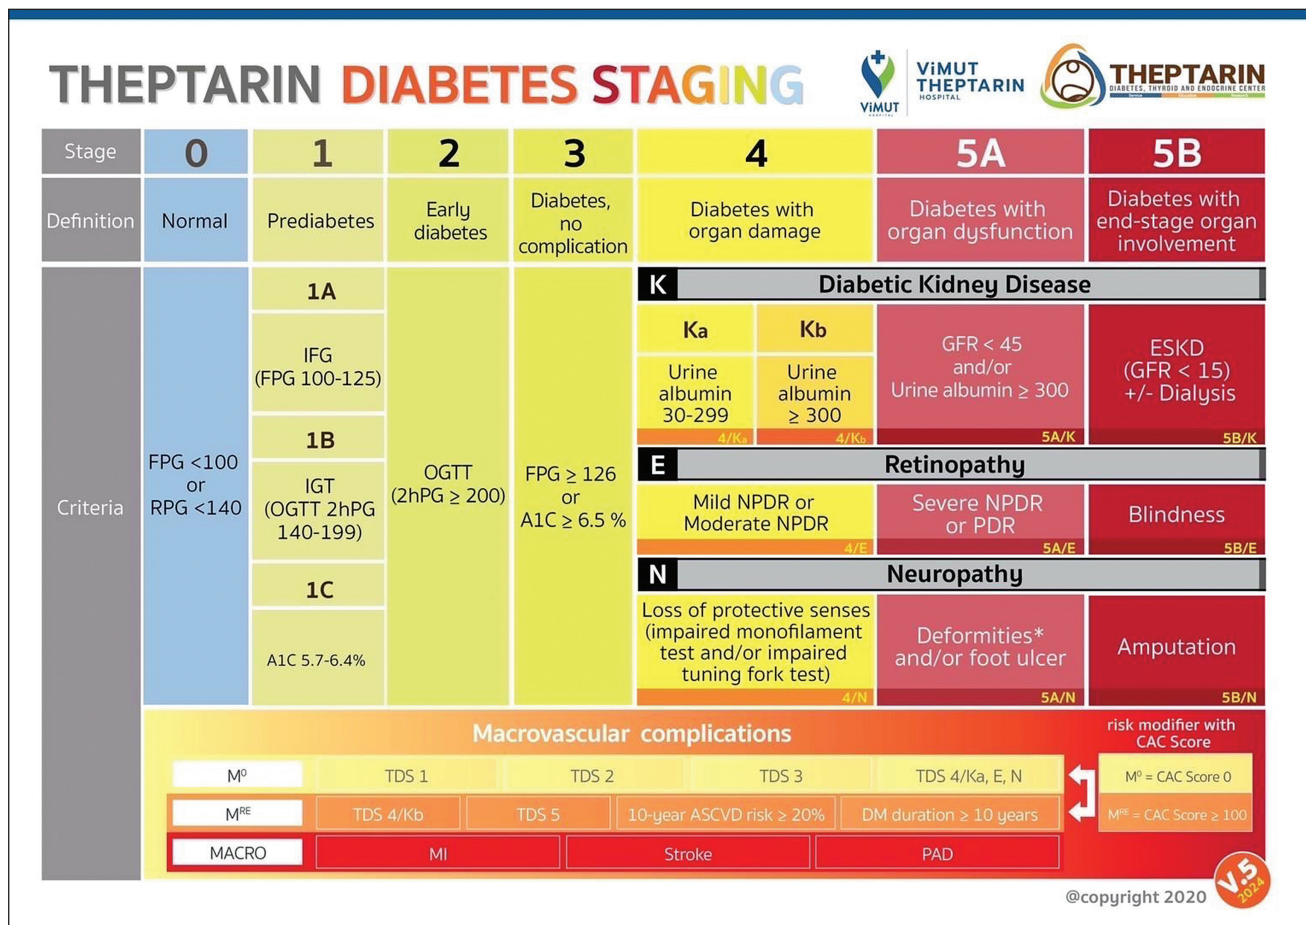 THEPTARIN DIABETES STAGING
ViMUT
HOSPITAL
ViMUT
THEPTARIN
HOSPITAL
THEPTARIN
DIABETES, THYROID AND ENDOCRINE CENTER
Stage 0 1 2 3 4 5A 5B
Definition
Normal
Prediabetes
Early
diabetes
Diabetes,
no
complication
Diabetes with
organ damage
Diabetes with
organ dysfunction
Diabetes with
end-stage organ
involvement
Criteria
FPG <100
or
RPG <140
1A
IFG
(FPG 100-125)
1B
IGT
(OGTT 2hPG
140-199)
1C
A1C 5.7-6.4%
OGTT
(2hPG ≥ 200)
FPG ≥ 126
or
A1C ≥ 6.5 %
K Diabetic Kidney Disease
Ka
Urine
albumin
30-299
4/Ka
Kb
Urine
albumin
≥ 300
4/Kb
GFR < 45
and/or
Urine albumin ≥ 300
5A/K
ESKD
(GFR < 15)
+/- Dialysis
5B/K
E Retinopathy
Mild NPDR or
Moderate NPDR
4/E
Severe NPDR
or PDR
5A/E
Blindness
5B/E
N Neuropathy
Loss of protective senses
(impaired monofilament
test and/or impaired
tuning fork test)
4/N
Deformities*
and/or foot ulcer
5A/N
Amputation
5B/N
Macrovascular complications
risk modifier with
CAC Score
M⁰ TDS 1 TDS 2 TDS 3 TDS 4/Ka, E, N
M⁰ = CAC Score 0
Mᴿᴱ TDS 4/Kb TDS 5 10-year ASCVD risk ≥ 20% DM duration ≥ 10 years
Mᴿᴱ = CAC Score ≥ 100
MACRO MI Stroke PAD
@copyright 2020
V.5
2024